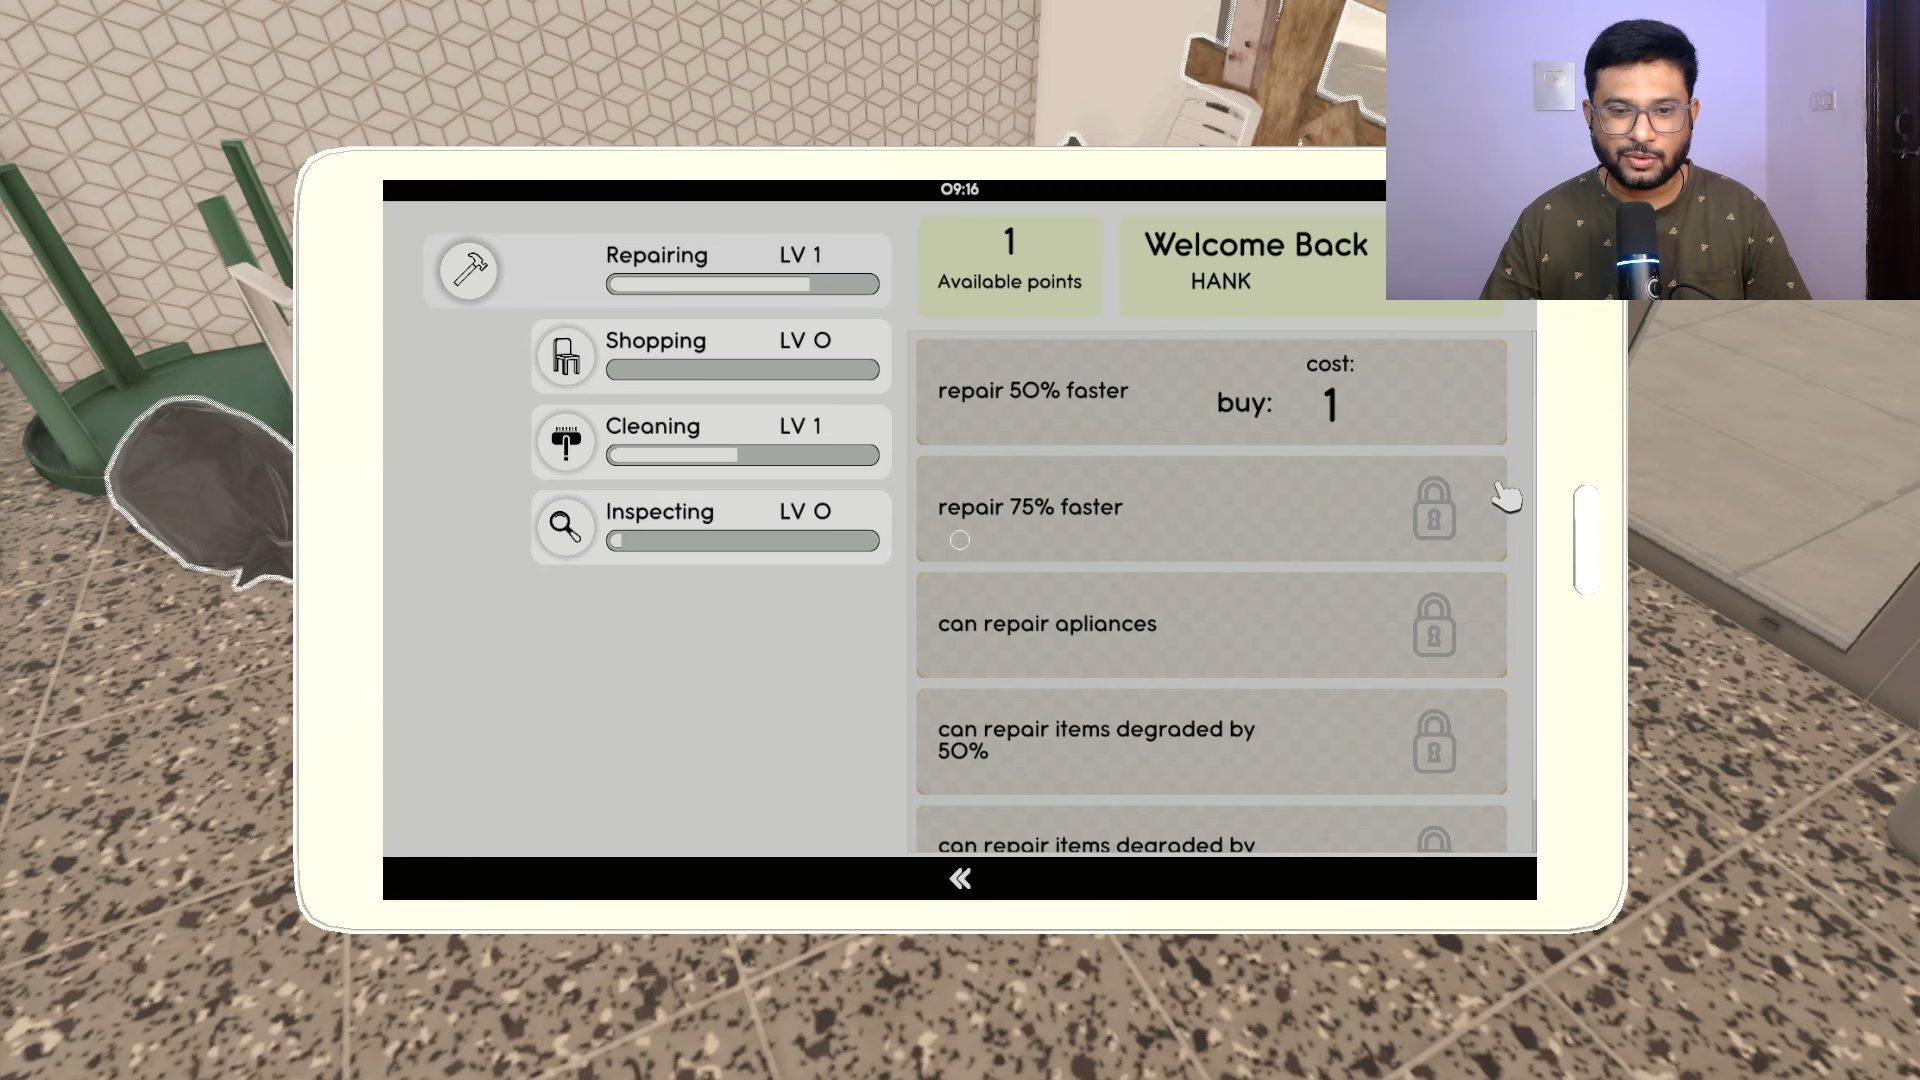 09:16
Repairing LV 1
Shopping LV 0
Cleaning LV 1
Inspecting LV 0
1
Available points
Welcome Back
HANK
repair 50% faster
buy:
cost:
1
repair 75% faster
can repair apliances
can repair items degraded by
50%
can repair items degraded by